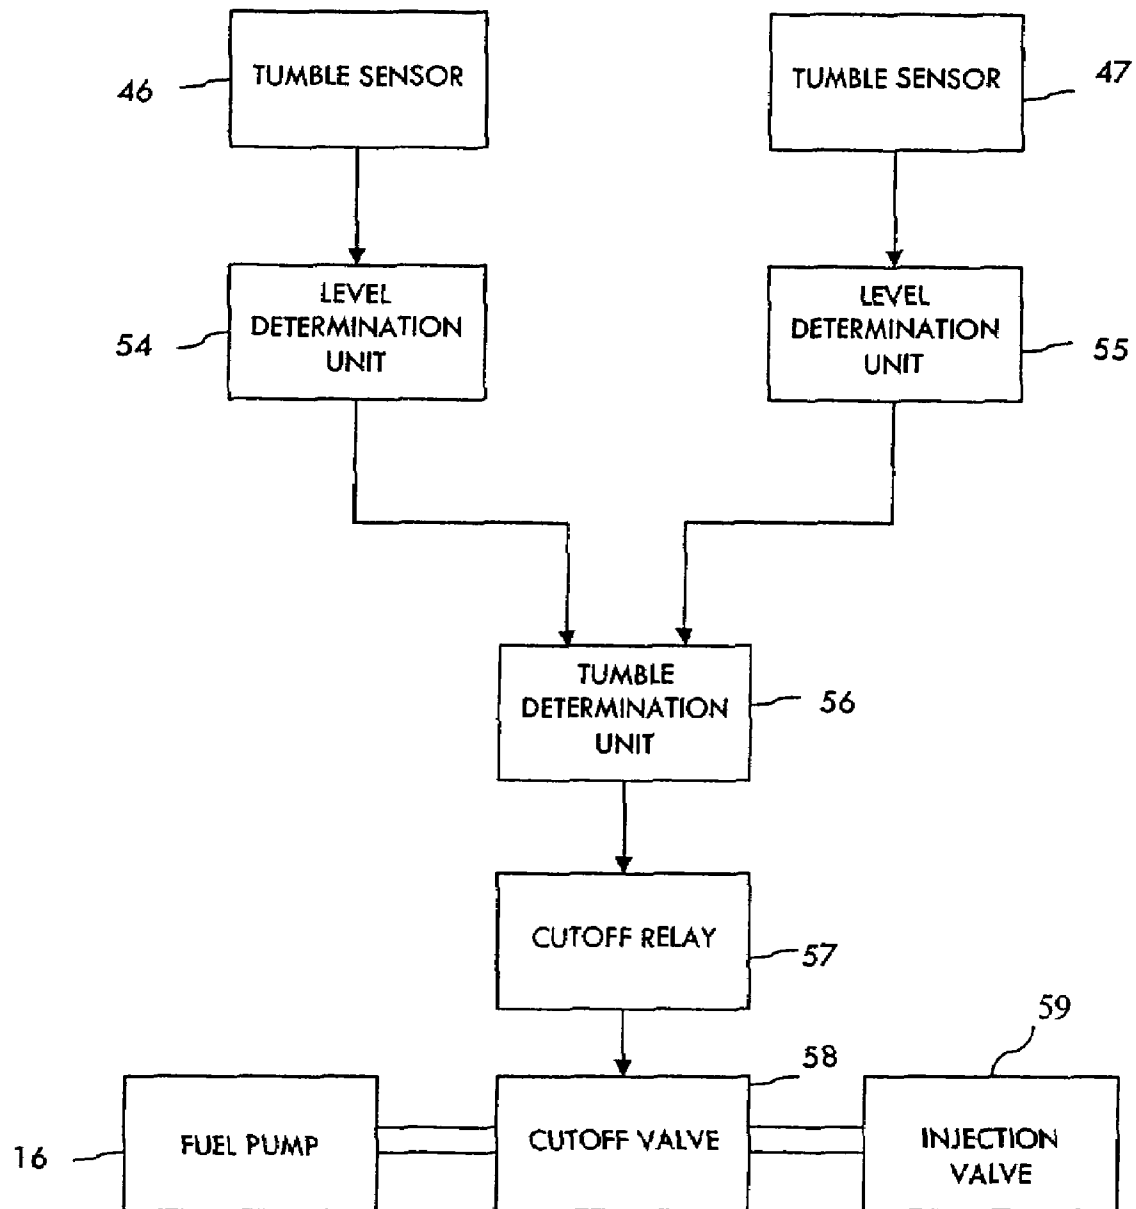 46
TUMBLE SENSOR
TUMBLE SENSOR
47
54
LEVEL
DETERMINATION
UNIT
LEVEL
DETERMINATION
UNIT
55
TUMBLE
DETERMINATION
UNIT
56
CUTOFF RELAY
57
58
59
16
FUEL PUMP
CUTOFF VALVE
INJECTION
VALVE